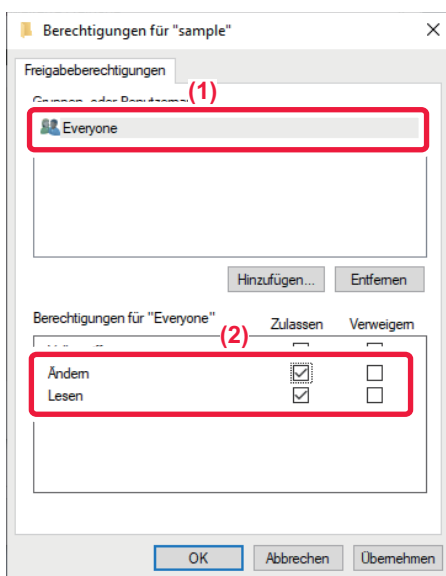 Berechtigungen für "sample"
Freigabeberechtigungen
(1)
Everyone
Hinzufügen... Entfernen
Berechtigungen für "Everyone" Zulassen Verweigern
(2)
Ändern
Lesen
OK Abbrechen Übernehmen